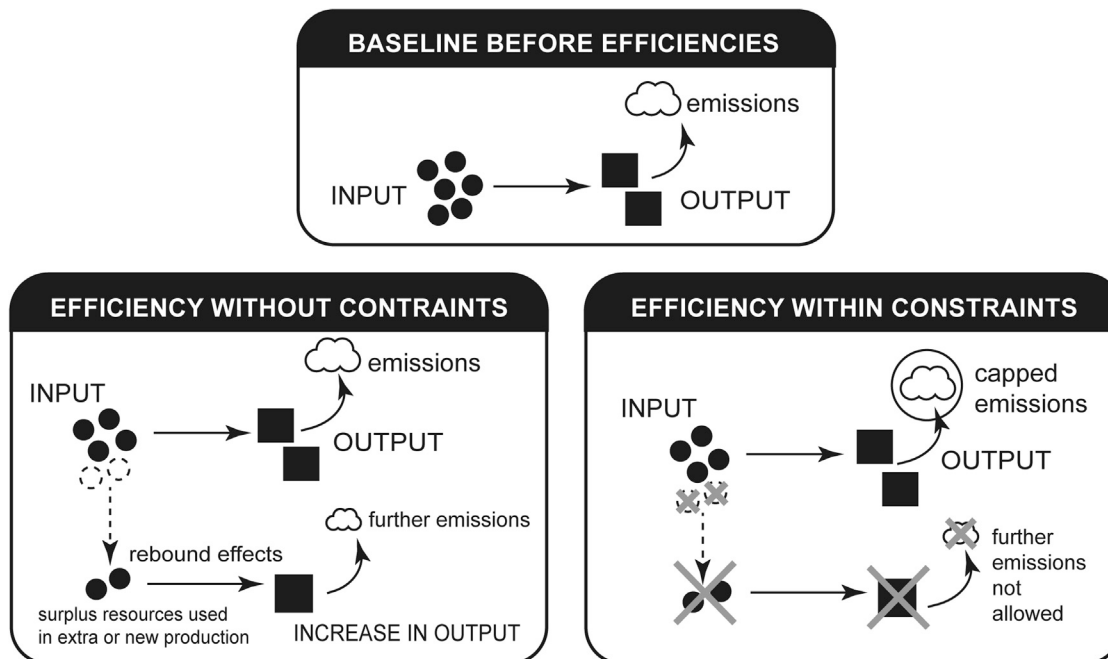 BASELINE BEFORE EFFICIENCIES
emissions
INPUT
OUTPUT
EFFICIENCY WITHOUT CONTRAINTS
emissions
INPUT
OUTPUT
further emissions
rebound effects
surplus resources used
in extra or new production
INCREASE IN OUTPUT
EFFICIENCY WITHIN CONSTRAINTS
capped
emissions
INPUT
OUTPUT
further
emissions
not
allowed